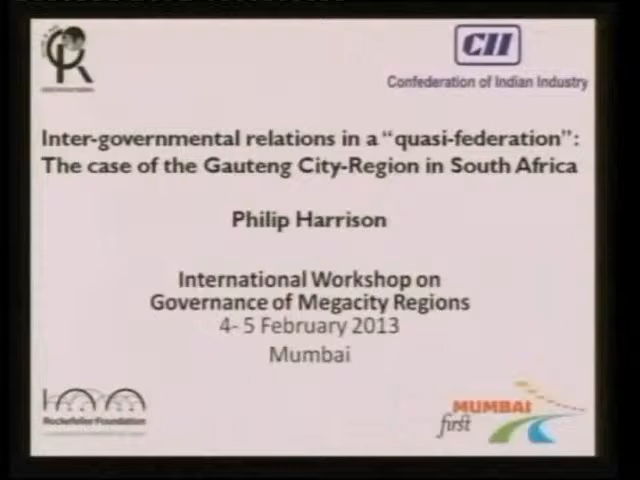 CII
Confederation of Indian Industry
Inter-governmental relations in a “quasi-federation”:
The case of the Gauteng City-Region in South Africa
Philip Harrison
International Workshop on
Governance of Megacity Regions
4- 5 February 2013
Mumbai
Rockefeller Foundation
MUMBAI
first